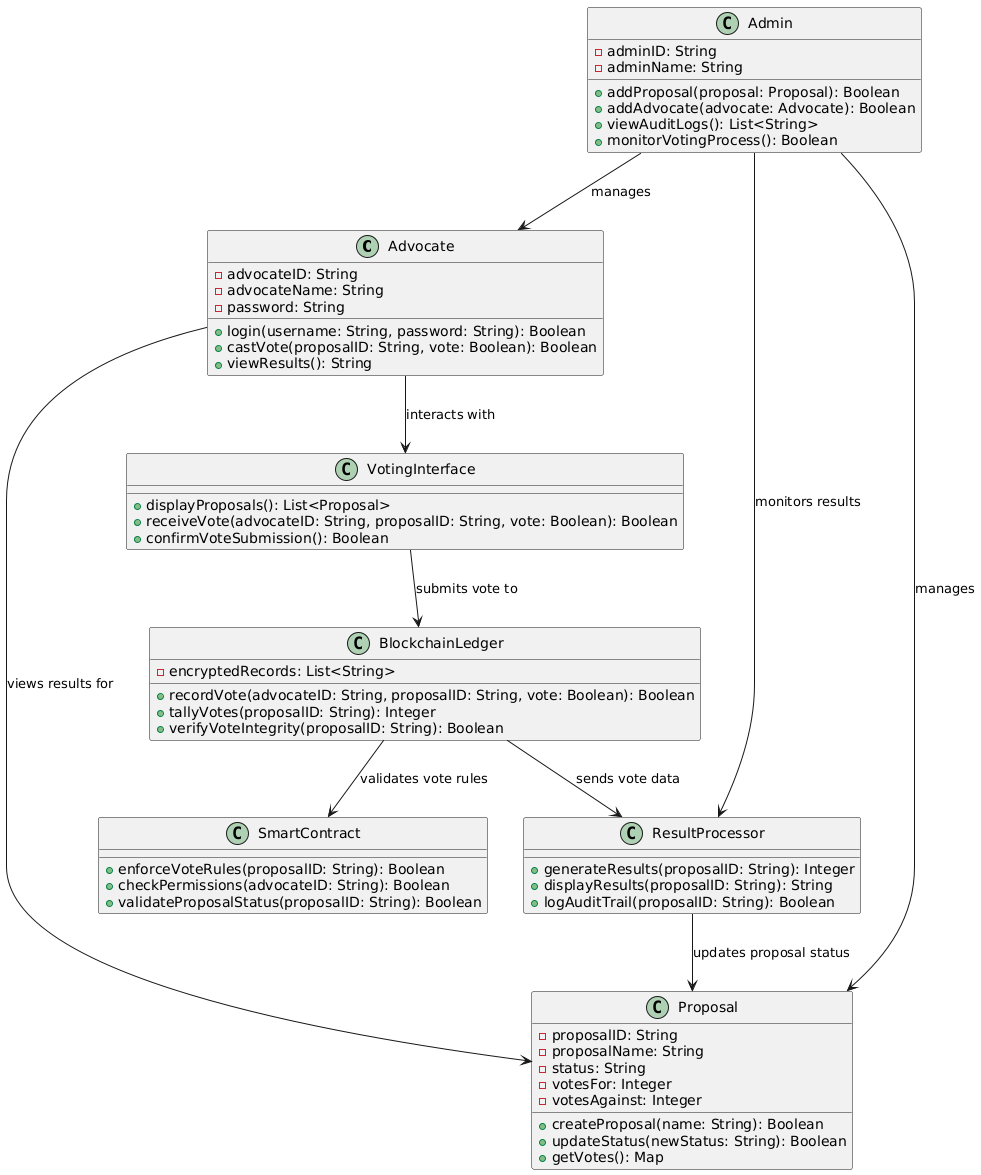 C Admin
adminID: String
adminName: String
addProposal(proposal: Proposal): Boolean
addAdvocate(advocate: Advocate): Boolean
viewAuditLogs(): List<String>
monitorVotingProcess(): Boolean
manages
C Advocate
advocateID: String
advocateName: String
password: String
login(username: String, password: String): Boolean
castVote(proposalID: String, vote: Boolean): Boolean
viewResults(): String
interacts with
C VotingInterface
displayProposals(): List<Proposal>
receiveVote(advocateID: String, proposalID: String, vote: Boolean): Boolean
confirmVoteSubmission(): Boolean
monitors results
submits vote to
manages
C BlockchainLedger
encryptedRecords: List<String>
recordVote(advocateID: String, proposalID: String, vote: Boolean): Boolean
tallyVotes(proposalID: String): Integer
verifyVoteIntegrity(proposalID: String): Boolean
views results for
validates vote rules
sends vote data
C SmartContract
enforceVoteRules(proposalID: String): Boolean
checkPermissions(advocateID: String): Boolean
validateProposalStatus(proposalID: String): Boolean
C ResultProcessor
generateResults(proposalID: String): Integer
displayResults(proposalID: String): String
logAuditTrail(proposalID: String): Boolean
updates proposal status
C Proposal
proposalID: String
proposalName: String
status: String
votesFor: Integer
votesAgainst: Integer
createProposal(name: String): Boolean
updateStatus(newStatus: String): Boolean
getVotes(): Map